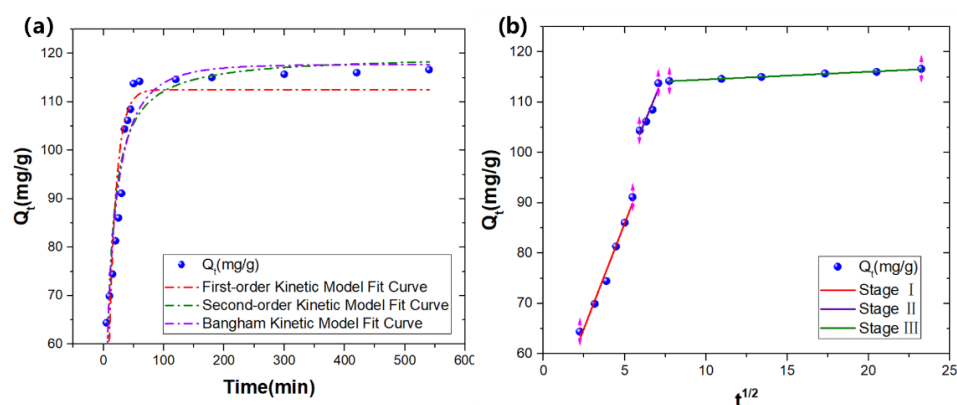 (a)
120
110
100
90
80
70
60
Qt(mg/g)
0
100
200
300
400
500
600
Time(min)
Qt(mg/g)
First-order Kinetic Model Fit Curve
Second-order Kinetic Model Fit Curve
Bangham Kinetic Model Fit Curve
(b)
120
110
100
90
80
70
60
Qt(mg/g)
0
5
10
15
20
25
t1/2
Qt(mg/g)
Stage Ⅰ
Stage Ⅱ
Stage Ⅲ